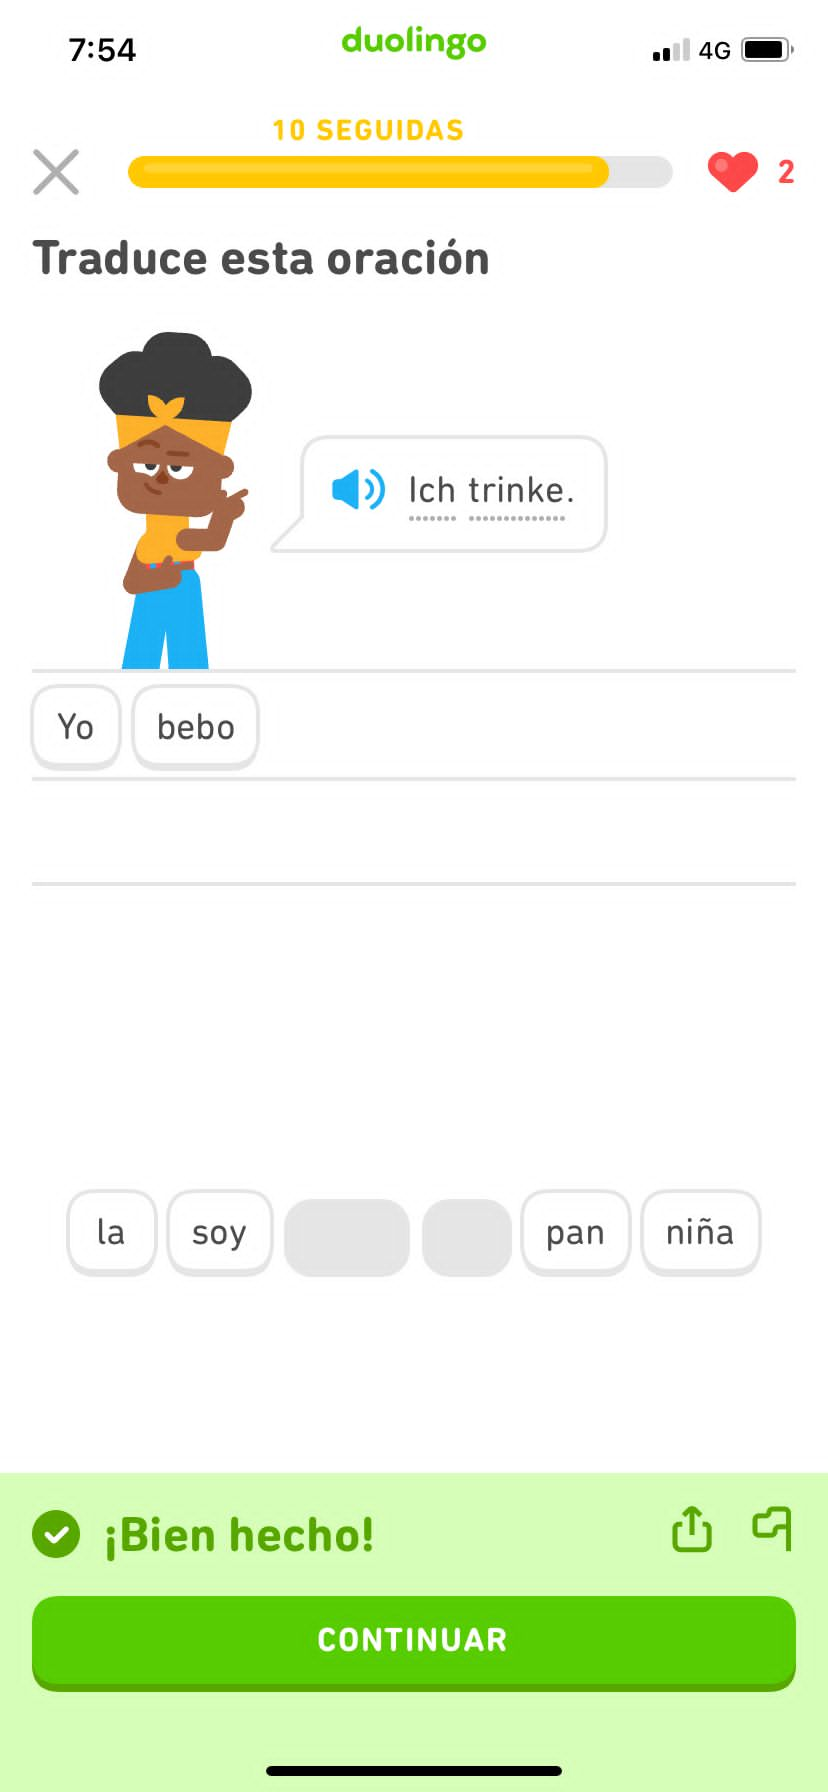 7:54
duolingo
4G
10 SEGUIDAS
2
Traduce esta oración
Ich trinke.
Yo bebo
la soy pan niña
¡Bien hecho!
CONTINUAR